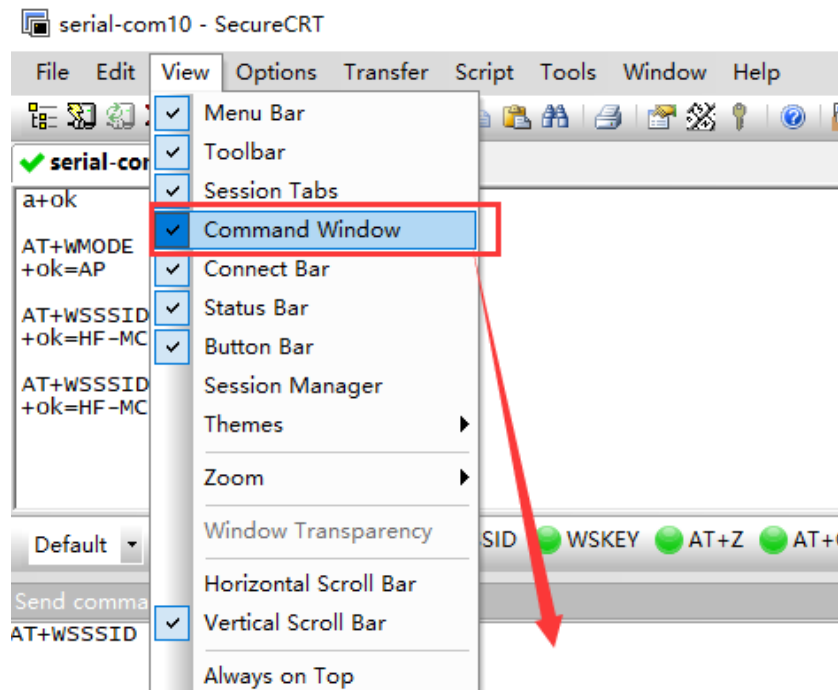 serial-com10 - SecureCRT
File Edit View Options Transfer Script Tools Window Help
Menu Bar
Toolbar
serial-com
Session Tabs
a+ok
Command Window
AT+WMODE
+ok=AP
Connect Bar
Status Bar
AT+WSSSID
+ok=HF-MC
Button Bar
Session Manager
AT+WSSSID
+ok=HF-MC
Themes
Zoom
Window Transparency
Default
SSID WSKEY AT+Z AT+
Horizontal Scroll Bar
Send comma
Vertical Scroll Bar
AT+WSSSID
Always on Top